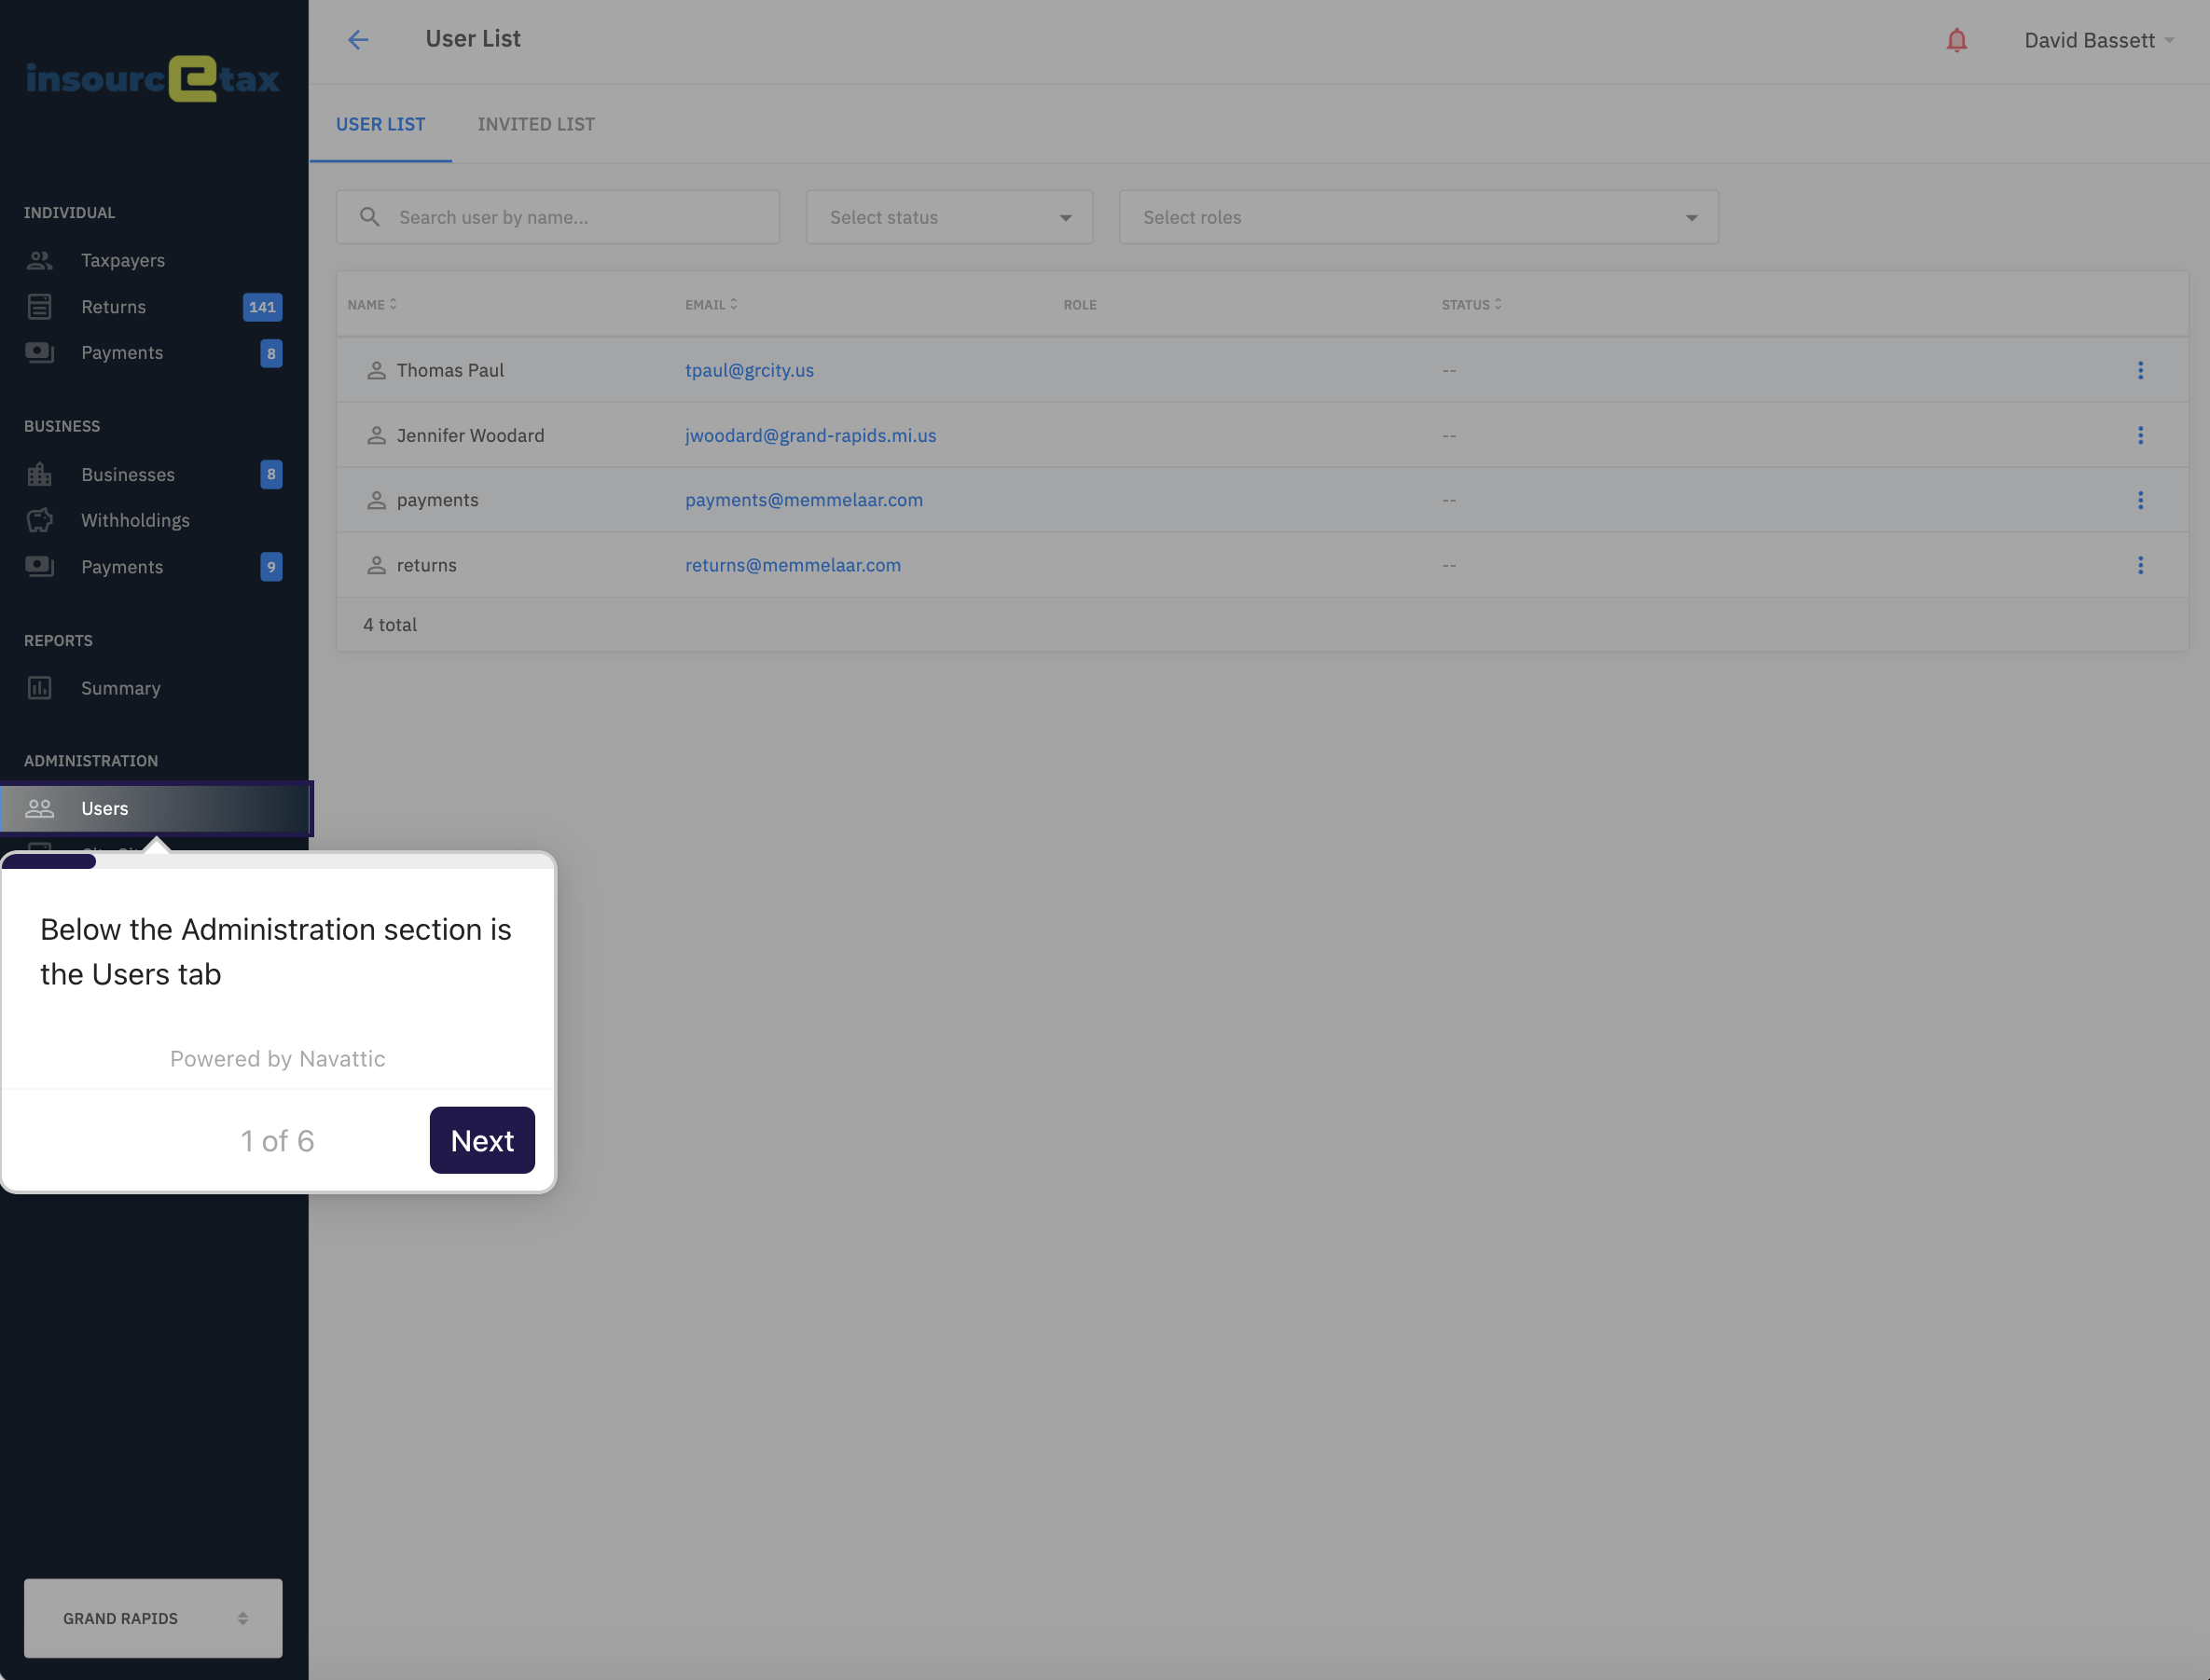 insourcetax
User List
David Bassett
USER LIST
INVITED LIST
INDIVIDUAL
Taxpayers
Returns 141
Payments 8
BUSINESS
Businesses 8
Withholdings
Payments 9
REPORTS
Summary
ADMINISTRATION
Users
Search user by name...
Select status
Select roles
NAME EMAIL ROLE STATUS
Thomas Paul tpaul@grcity.us --
Jennifer Woodard jwoodard@grand-rapids.mi.us --
payments payments@memmelaar.com --
returns returns@memmelaar.com --
4 total
Below the Administration section is
the Users tab
Powered by Navattic
1 of 6
Next
GRAND RAPIDS